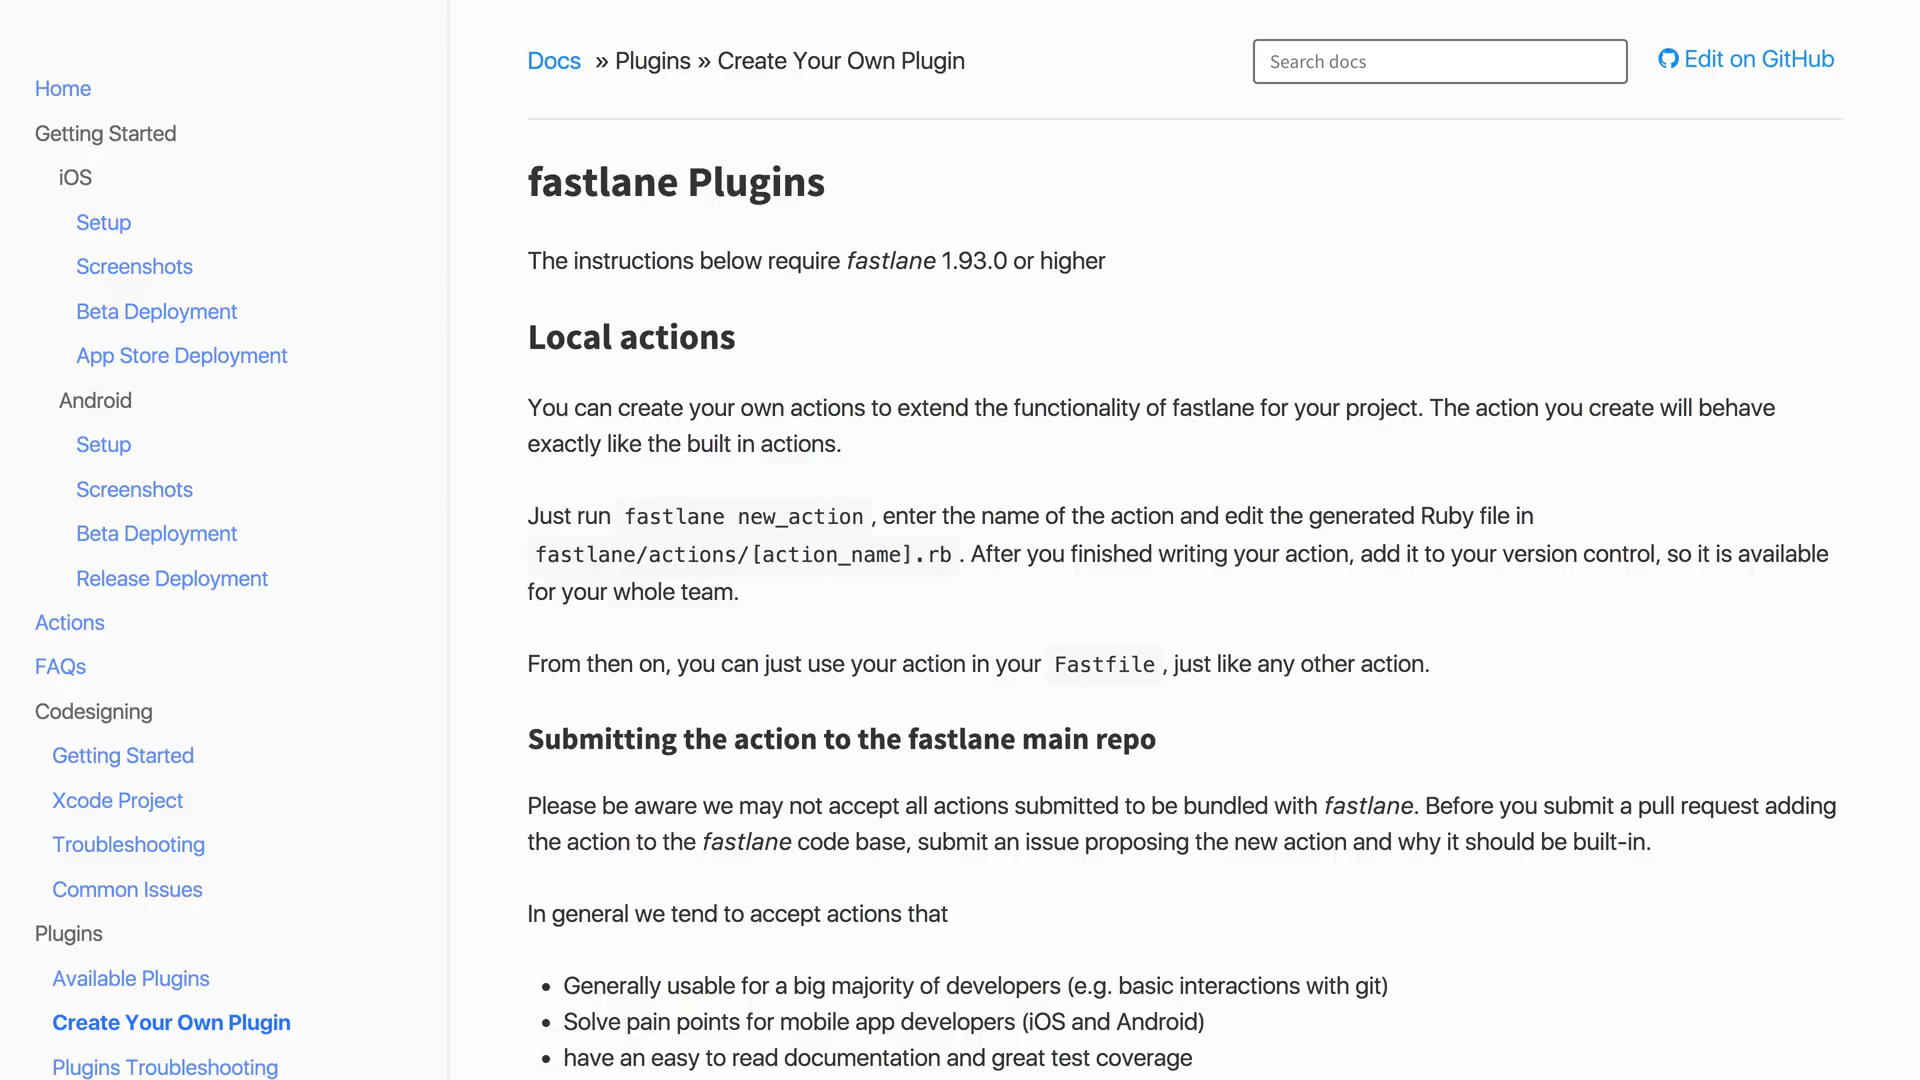 Home
Getting Started
iOS
Setup
Screenshots
Beta Deployment
App Store Deployment
Android
Setup
Screenshots
Beta Deployment
Release Deployment
Actions
FAQs
Codesigning
Getting Started
Xcode Project
Troubleshooting
Common Issues
Plugins
Available Plugins
Create Your Own Plugin
Plugins Troubleshooting
Docs » Plugins » Create Your Own Plugin
Search docs
Edit on GitHub
fastlane Plugins
The instructions below require fastlane 1.93.0 or higher
Local actions
You can create your own actions to extend the functionality of fastlane for your project. The action you create will behave
exactly like the built in actions.
Just run fastlane new_action, enter the name of the action and edit the generated Ruby file in
fastlane/actions/[action_name].rb. After you finished writing your action, add it to your version control, so it is available
for your whole team.
From then on, you can just use your action in your Fastfile, just like any other action.
Submitting the action to the fastlane main repo
Please be aware we may not accept all actions submitted to be bundled with fastlane. Before you submit a pull request adding
the action to the fastlane code base, submit an issue proposing the new action and why it should be built-in.
In general we tend to accept actions that
• Generally usable for a big majority of developers (e.g. basic interactions with git)
• Solve pain points for mobile app developers (iOS and Android)
• have an easy to read documentation and great test coverage